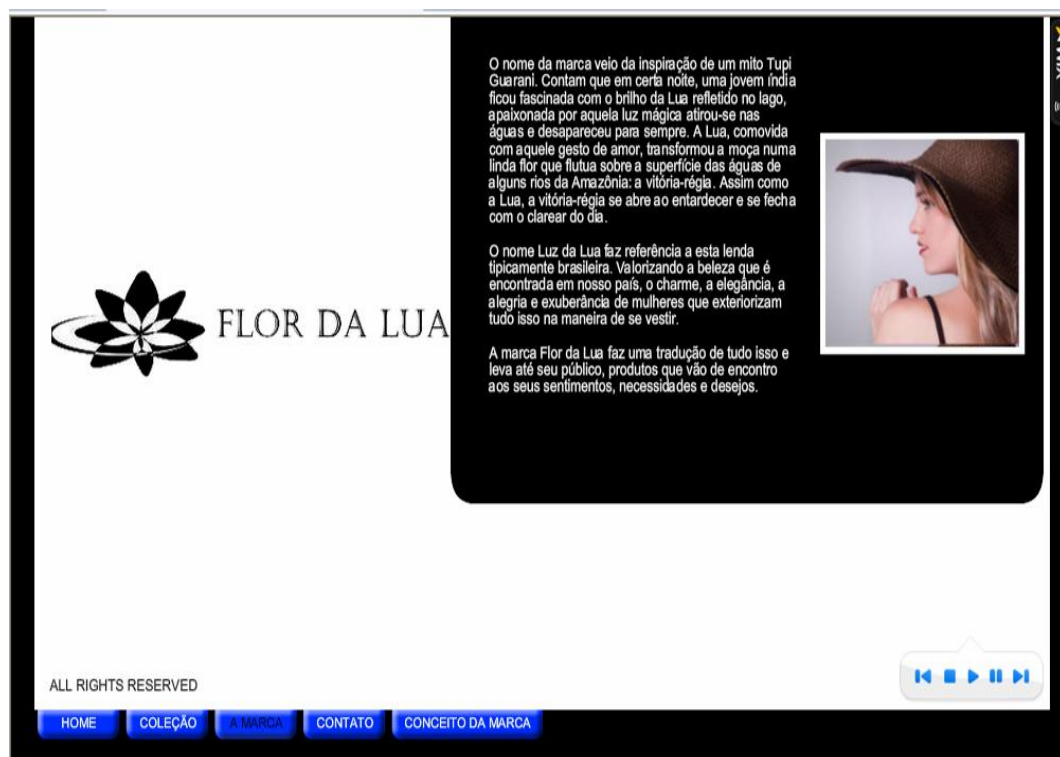 O nome da marca veio da inspiração de um mito Tupi
Guarani. Contam que em certa noite, uma jovem índia
ficou fascinada com o brilho da Lua refletido no lago,
apaixonada por aquela luz mágica atirou-se nas
águas e desapareceu para sempre. A Lua, comovida
com aquele gesto de amor, transformou a moça numa
linda flor que flutua sobre a superfície das águas de
alguns rios da Amazônia: a vitória-régia. Assim como
a Lua, a vitória-régia se abre ao entardecer e se fecha
com o clarear do dia.
O nome Luz da Lua faz referência a esta lenda
tipicamente brasileira. Valorizando a beleza que é
encontrada em nosso país, o charme, a elegância, a
alegria e exuberância de mulheres que exteriorizam
tudo isso na maneira de se vestir.
A marca Flor da Lua faz uma tradução de tudo isso e
leva até seu público, produtos que vão de encontro
aos seus sentimentos, necessidades e desejos.
FLOR DA LUA
ALL RIGHTS RESERVED
HOME COLEÇÃO A MARCA CONTATO CONCEITO DA MARCA